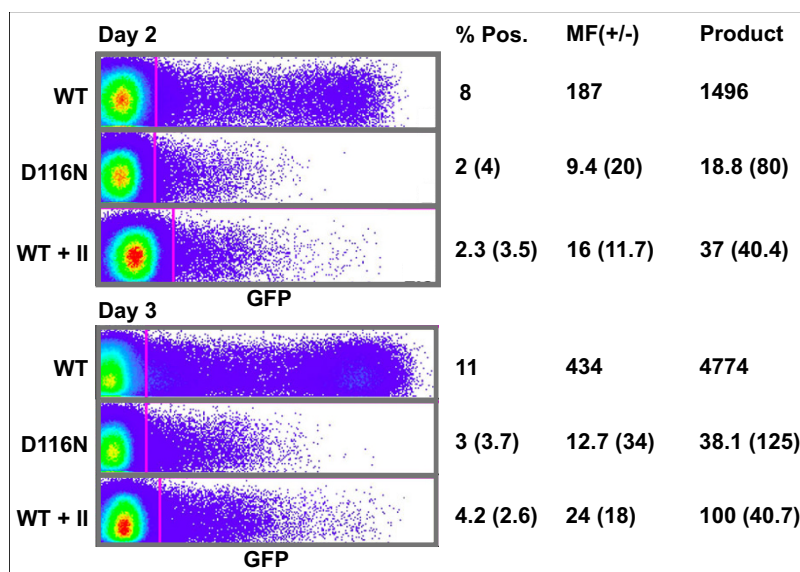 Day 2 % Pos. MF(+/-) Product
WT 8 187 1496
D116N 2 (4) 9.4 (20) 18.8 (80)
WT + II 2.3 (3.5) 16 (11.7) 37 (40.4)
GFP
Day 3
WT 11 434 4774
D116N 3 (3.7) 12.7 (34) 38.1 (125)
WT + II 4.2 (2.6) 24 (18) 100 (40.7)
GFP